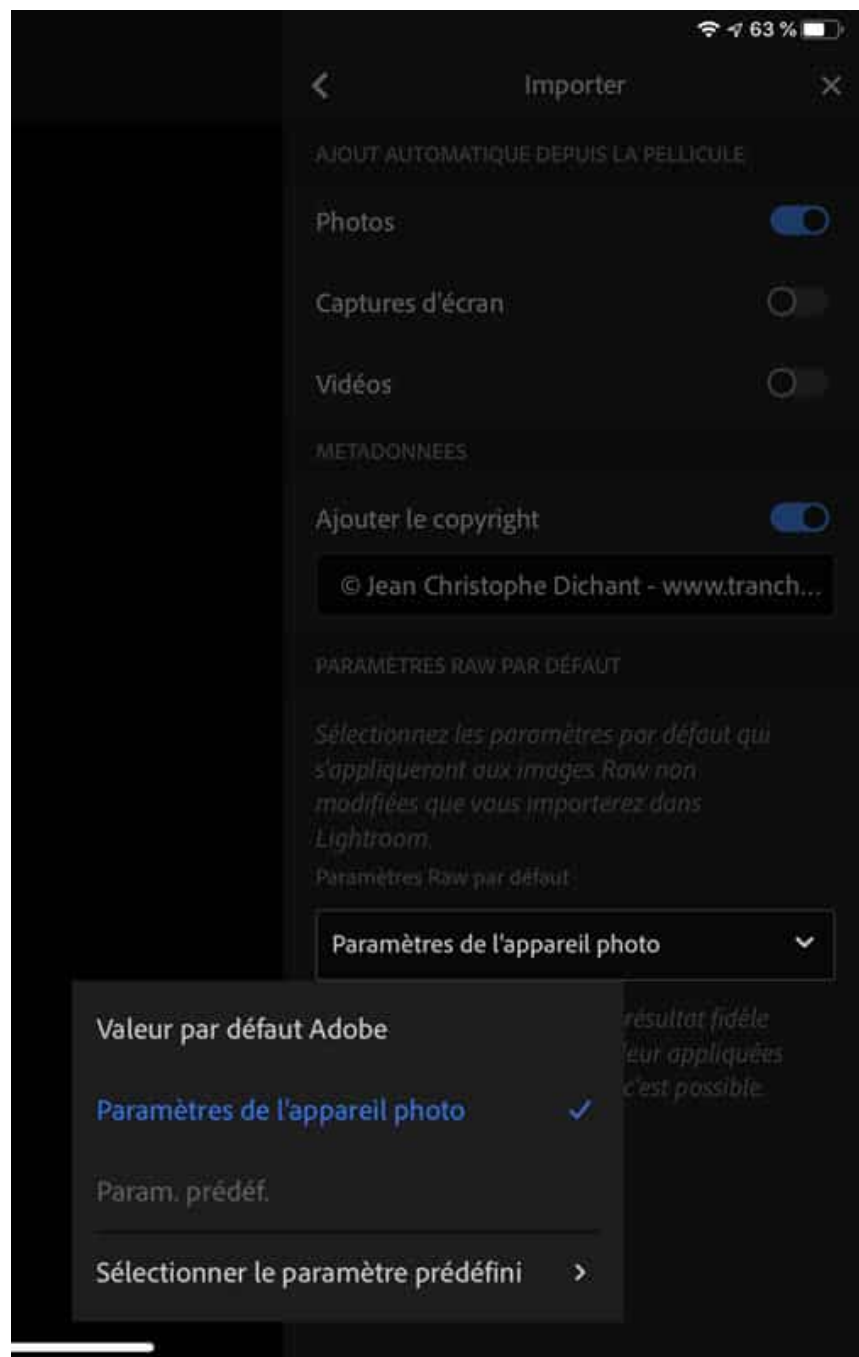 63 %
Importer
AJOUT AUTOMATIQUE DEPUIS LA PELLICULE
Photos
Captures d'écran
Vidéos
METADONNEES
Ajouter le copyright
© Jean Christophe Dichant - www.tranch...
PARAMÈTRES RAW PAR DÉFAUT
Sélectionnez les paramètres par défaut qui
s'appliqueront aux images Raw non
modifiées que vous importerez dans
Lightroom.
Paramètres Raw par défaut
Paramètres de l'appareil photo
résultat fidèle
leur appliquées
c'est possible.
Valeur par défaut Adobe
Paramètres de l'appareil photo
Param. prédéf.
Sélectionner le paramètre prédéfini